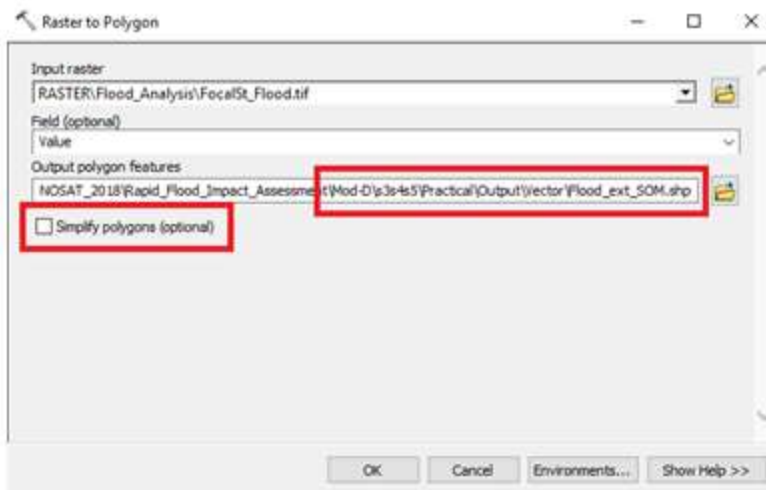 Raster to Polygon
Input raster
RASTER\Flood_Analysis\FocalSt_Flood.tif
Field (optional)
Value
Output polygon features
NOSAT_2018\Rapid_Flood_Impact_Assessment\Mod-D\s3s4s5\Practical\Output\Vector\Flood_ext_SOM.shp
Simplify polygons (optional)
OK Cancel Environments... Show Help >>